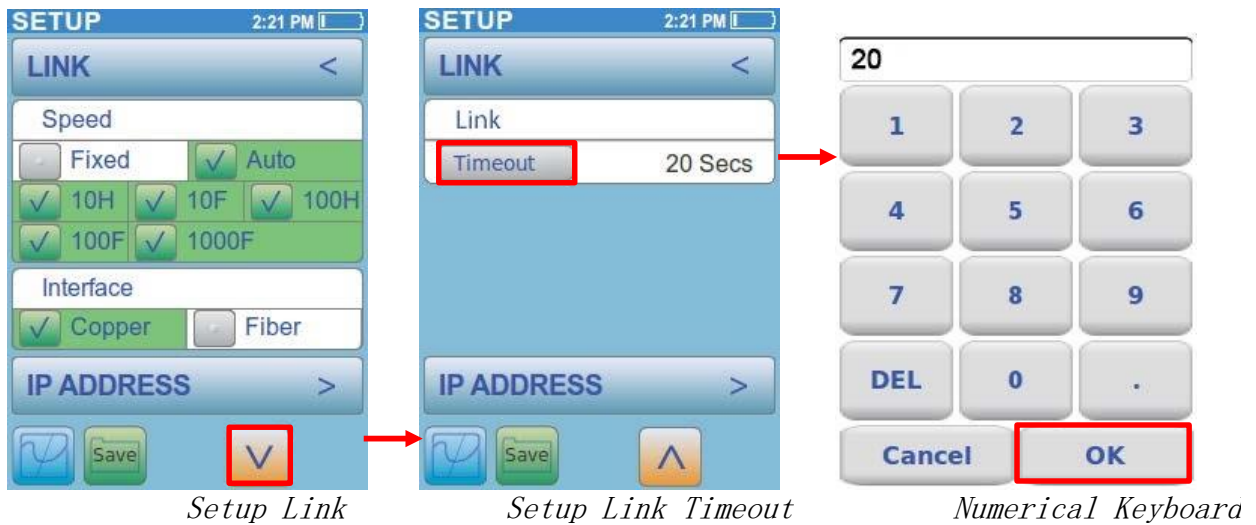 SETUP 2:21 PM
LINK <
Speed
Fixed Auto
10H 10F 100H
100F 1000F
Interface
Copper Fiber
IP ADDRESS >
Save
Setup Link
SETUP 2:21 PM
LINK <
Link
Timeout 20 Secs
IP ADDRESS >
Save
Setup Link Timeout
20
1 2 3
4 5 6
7 8 9
DEL 0 .
Cancel OK
Numerical Keyboard